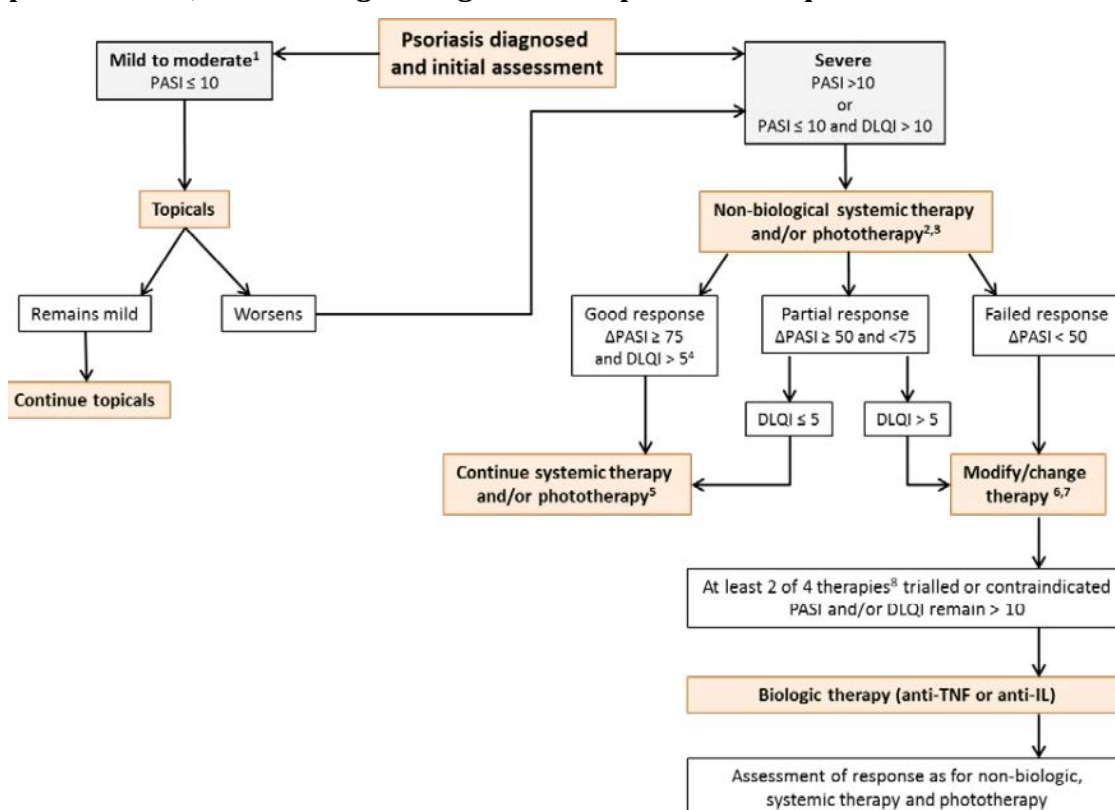 Psoriasis diagnosed
and initial assessment
Mild to moderate¹
PASI ≤ 10
Severe
PASI >10
or
PASI ≤ 10 and DLQI > 10
Topicals
Non-biological systemic therapy
and/or phototherapy²,³
Remains mild
Worsens
Good response
ΔPASI ≥ 75
and DLQI > 5⁴
Partial response
ΔPASI ≥ 50 and <75
Failed response
ΔPASI < 50
Continue topicals
DLQI ≤ 5
DLQI > 5
Continue systemic therapy
and/or phototherapy⁵
Modify/change
therapy ⁶,⁷
At least 2 of 4 therapies⁸ trialled or contraindicated
PASI and/or DLQI remain > 10
Biologic therapy (anti-TNF or anti-IL)
Assessment of response as for non-biologic,
systemic therapy and phototherapy